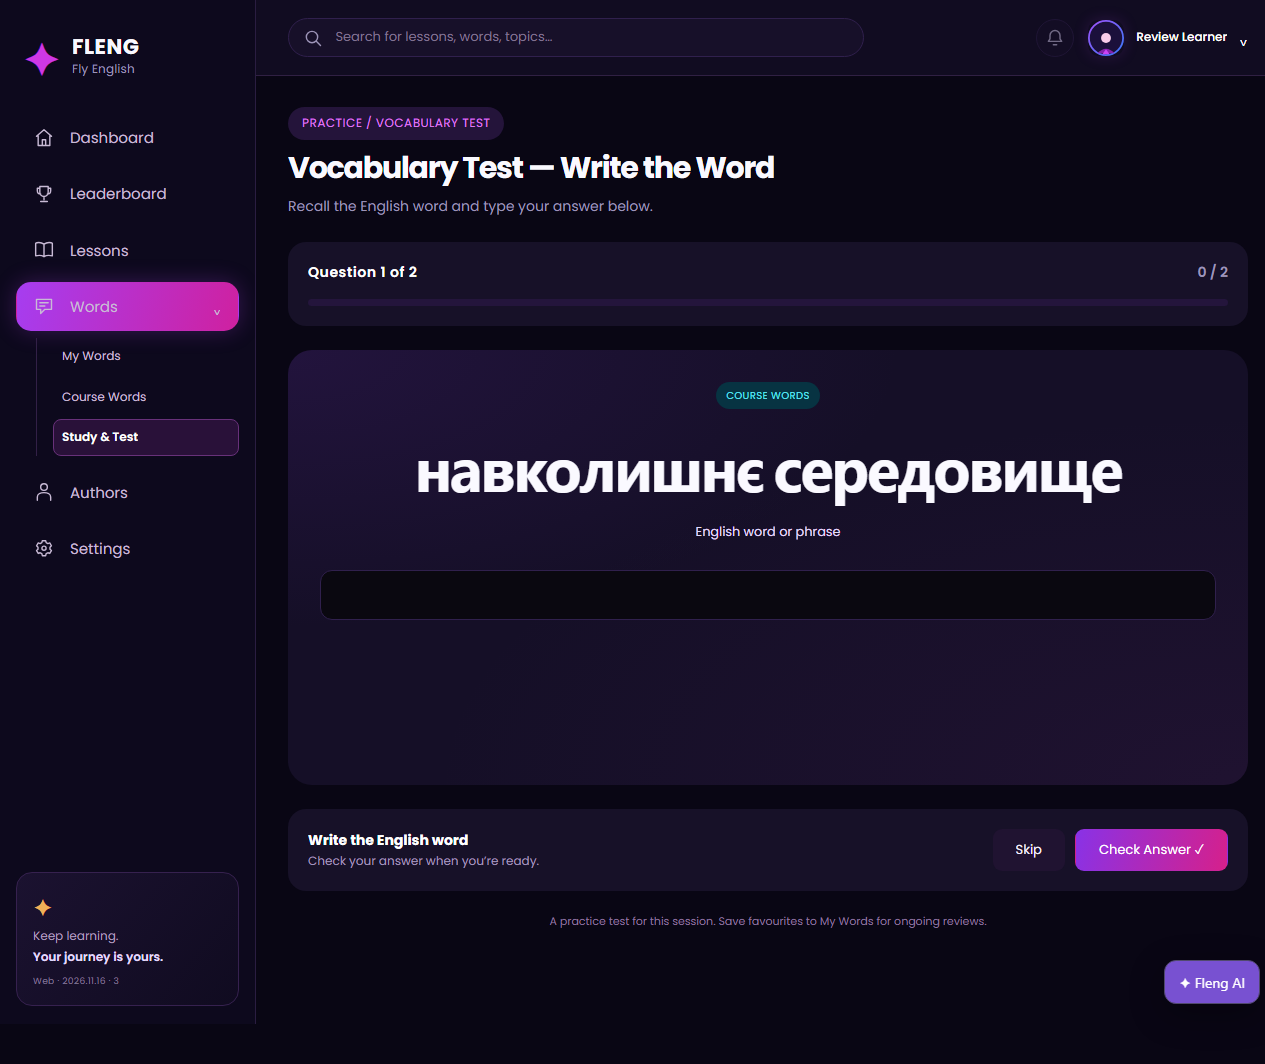 FLENG
Fly English
Dashboard
Leaderboard
Lessons
Words
My Words
Course Words
Study & Test
Authors
Settings
Keep learning.
Your journey is yours.
Web · 2026.11.16 · 3
Search for lessons, words, topics...
Review Learner
PRACTICE / VOCABULARY TEST
Vocabulary Test — Write the Word
Recall the English word and type your answer below.
Question 1 of 2
0 / 2
COURSE WORDS
навколишнє середовище
English word or phrase
Write the English word
Check your answer when you’re ready.
Skip
Check Answer ✓
A practice test for this session. Save favourites to My Words for ongoing reviews.
✦ Fleng AI